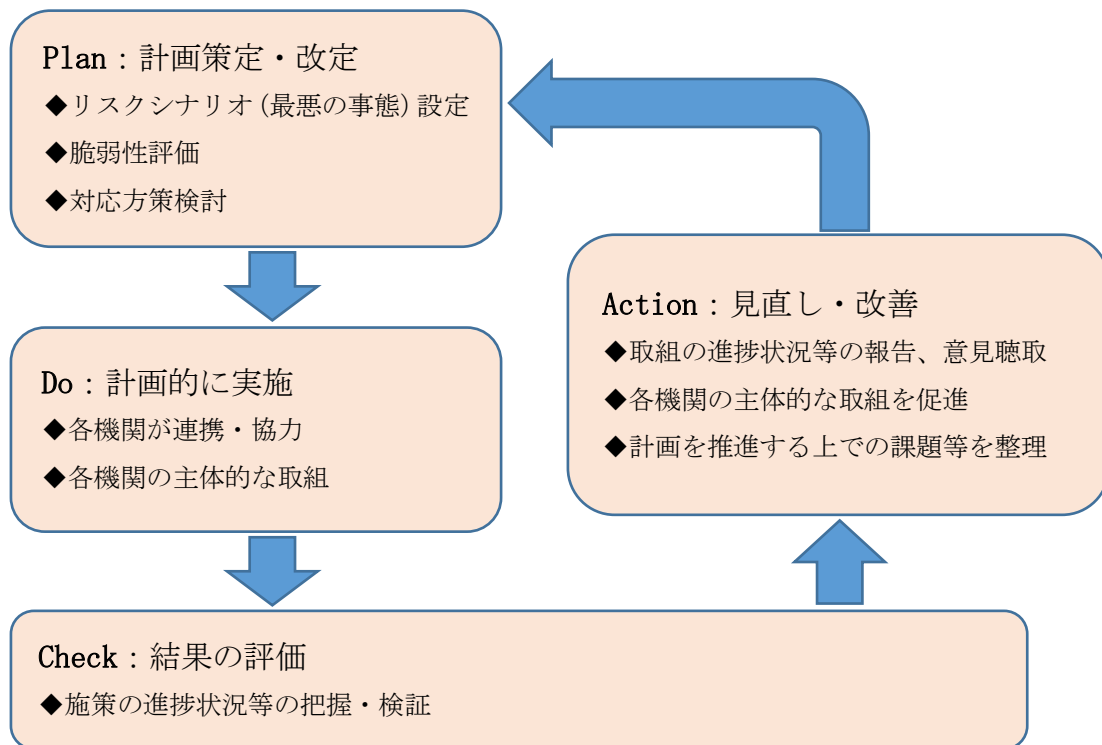 Plan：計画策定・改定
◆リスクシナリオ(最悪の事態)設定
◆脆弱性評価
◆対応方策検討
Do：計画的に実施
◆各機関が連携・協力
◆各機関の主体的な取組
Check：結果の評価
◆施策の進捗状況等の把握・検証
Action：見直し・改善
◆取組の進捗状況等の報告、意見聴取
◆各機関の主体的な取組を促進
◆計画を推進する上での課題等を整理